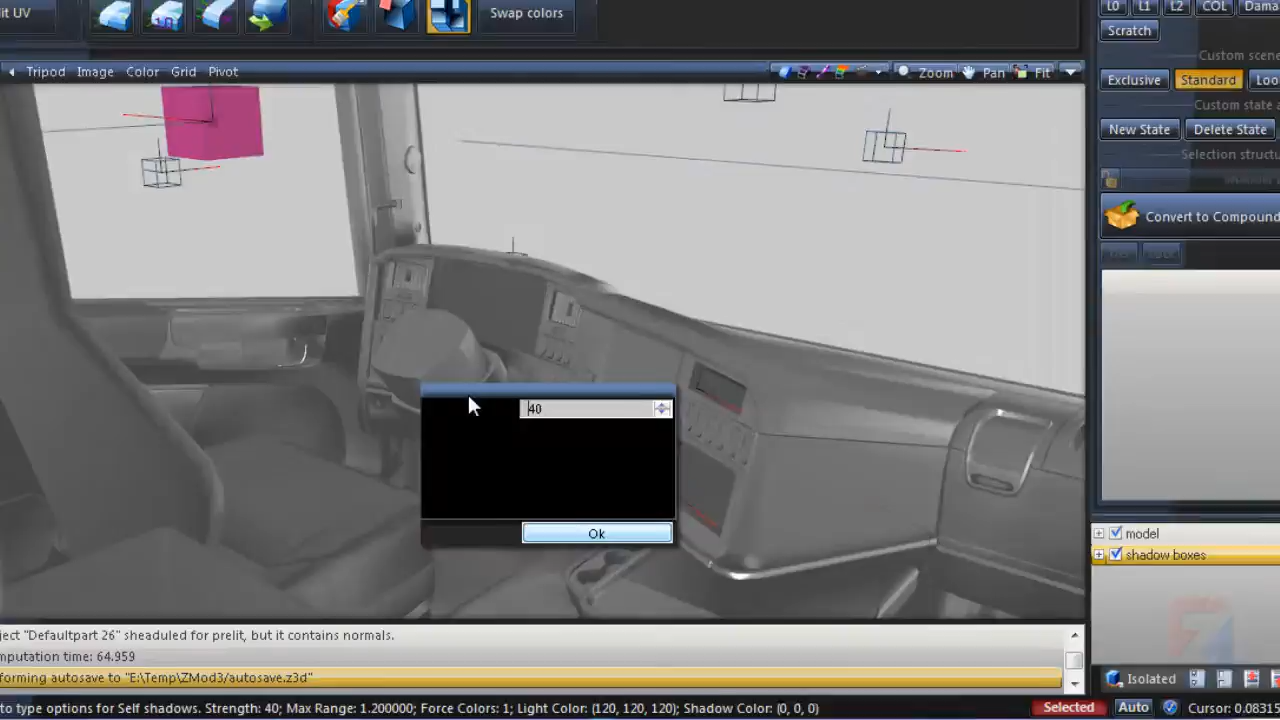 lit UV
Swap colors
L0 L1 L2 COL Dama
Scratch
Custom scene
Exclusive Standard Loo
Custom state a
New State Delete State
Selection structu
Convert to Compound
Tripod Image Color Grid Pivot
Zoom Pan Fit
40
Ok
model
shadow boxes
ject "Defaultpart 26" sheaduled for prelit, but it contains normals.
mputation time: 64.959
forming autosave to "E:\Temp\ZMod3/autosave.z3d"
Isolated
to type options for Self shadows. Strength: 40; Max Range: 1.200000; Force Colors: 1; Light Color: (120, 120, 120); Shadow Color: (0, 0, 0)
Selected Auto Cursor: 0.08315